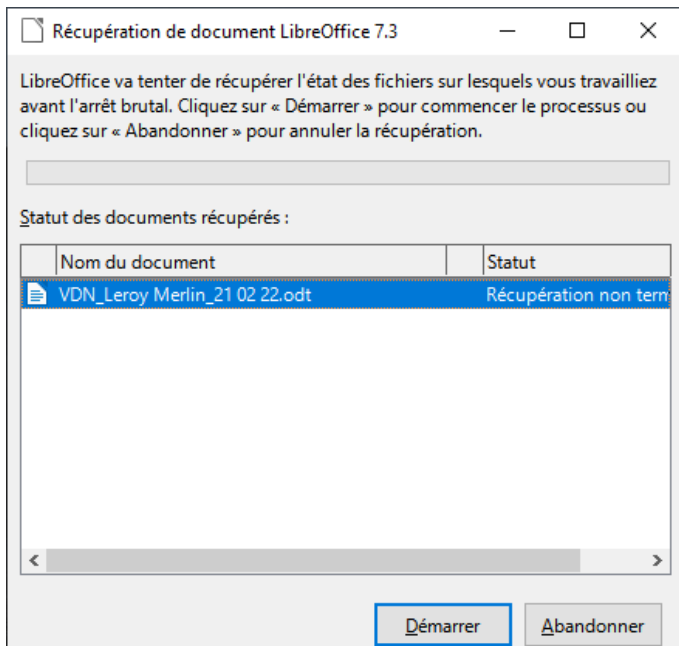 Récupération de document LibreOffice 7.3
LibreOffice va tenter de récupérer l'état des fichiers sur lesquels vous travailliez
avant l'arrêt brutal. Cliquez sur « Démarrer » pour commencer le processus ou
cliquez sur « Abandonner » pour annuler la récupération.
Statut des documents récupérés :
Nom du document Statut
VDN_Leroy Merlin_21 02 22.odt Récupération non term
Démarrer Abandonner